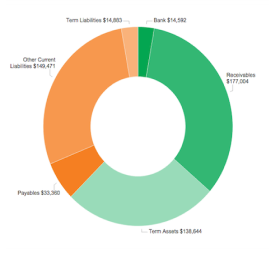 Term Liabilities $14,883
Bank $14,592
Other Current
Liabilities $149,471
Receivables
$177,004
Payables $33,360
Term Assets $138,644